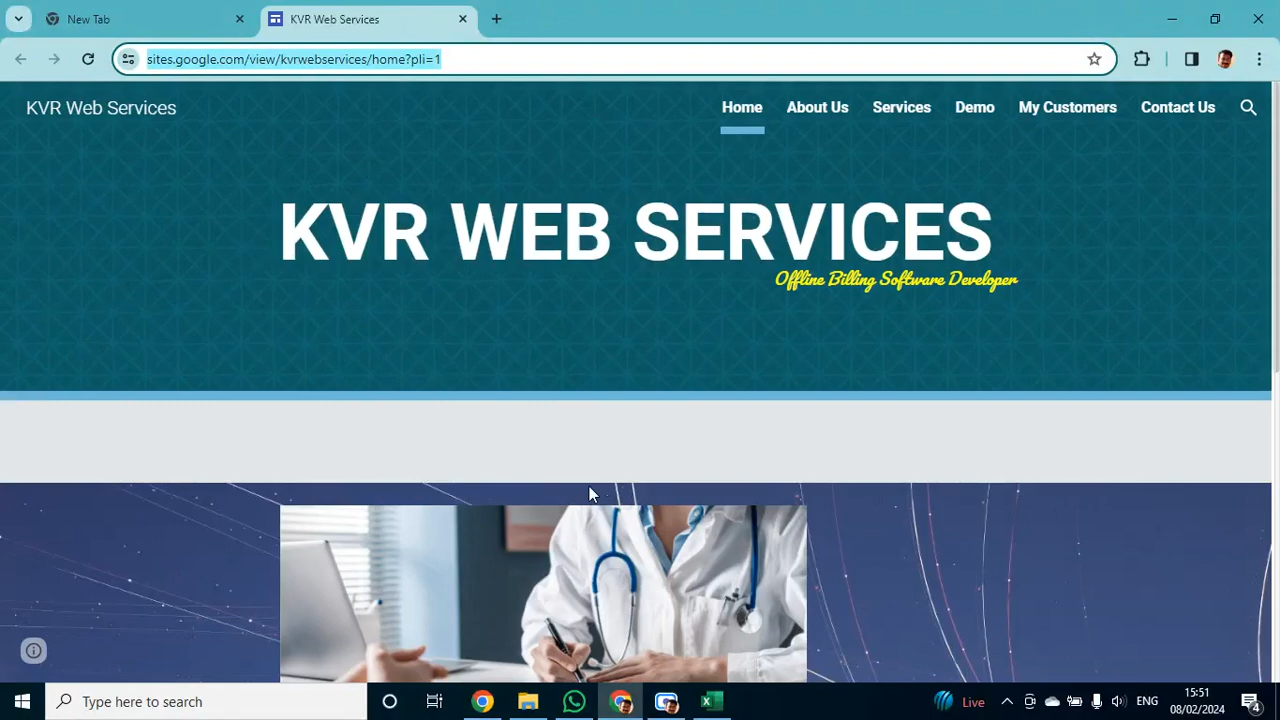 New Tab
KVR Web Services
sites.google.com/view/kvrwebservices/home?pli=1
KVR Web Services
Home About Us Services Demo My Customers Contact Us
KVR WEB SERVICES
Offline Billing Software Developer
Type here to search
Live
ENG
15:51
08/02/2024
4